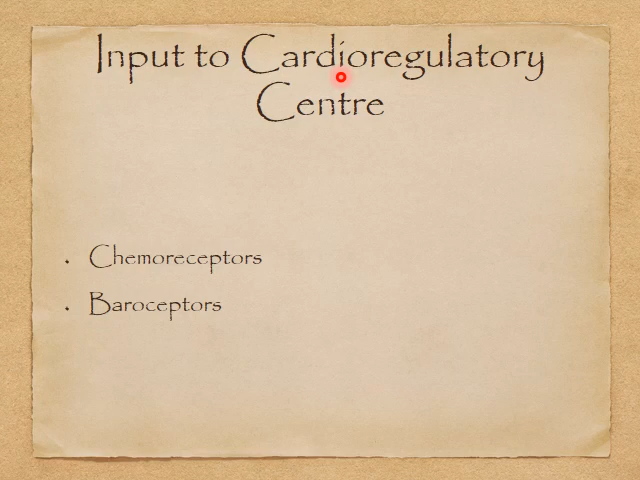 Input to Cardioregulatory
Centre
• Chemoreceptors
• Baroceptors